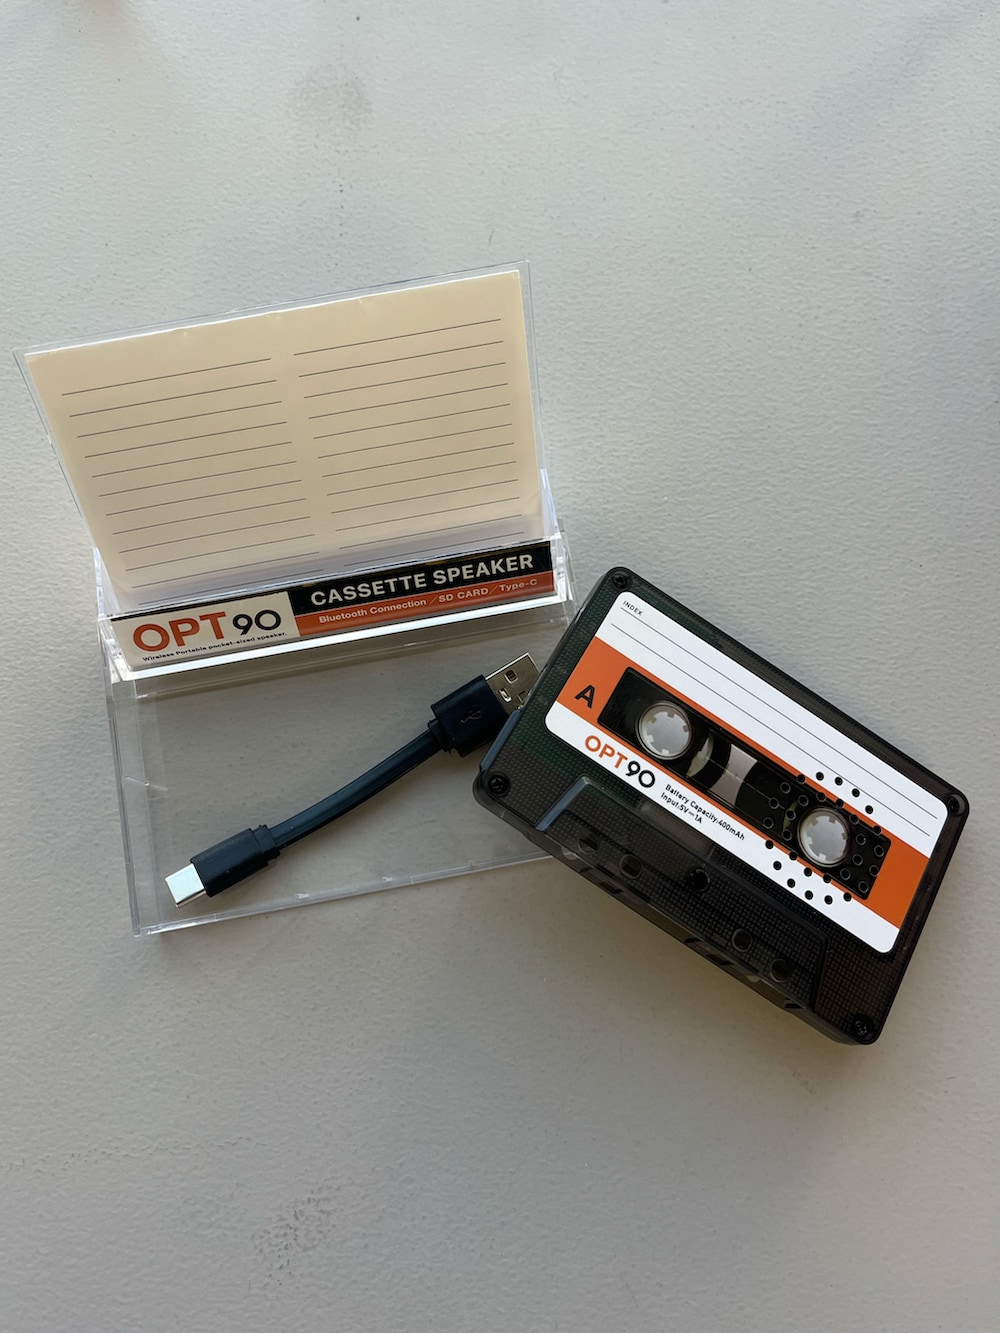 OPT90
Wireless Portable pocket-sized speaker.
CASSETTE SPEAKER
Bluetooth Connection / SD CARD / Type-C
INDEX
A
OPT90
Battery Capacity:400mAh
Input:5V⎓1A